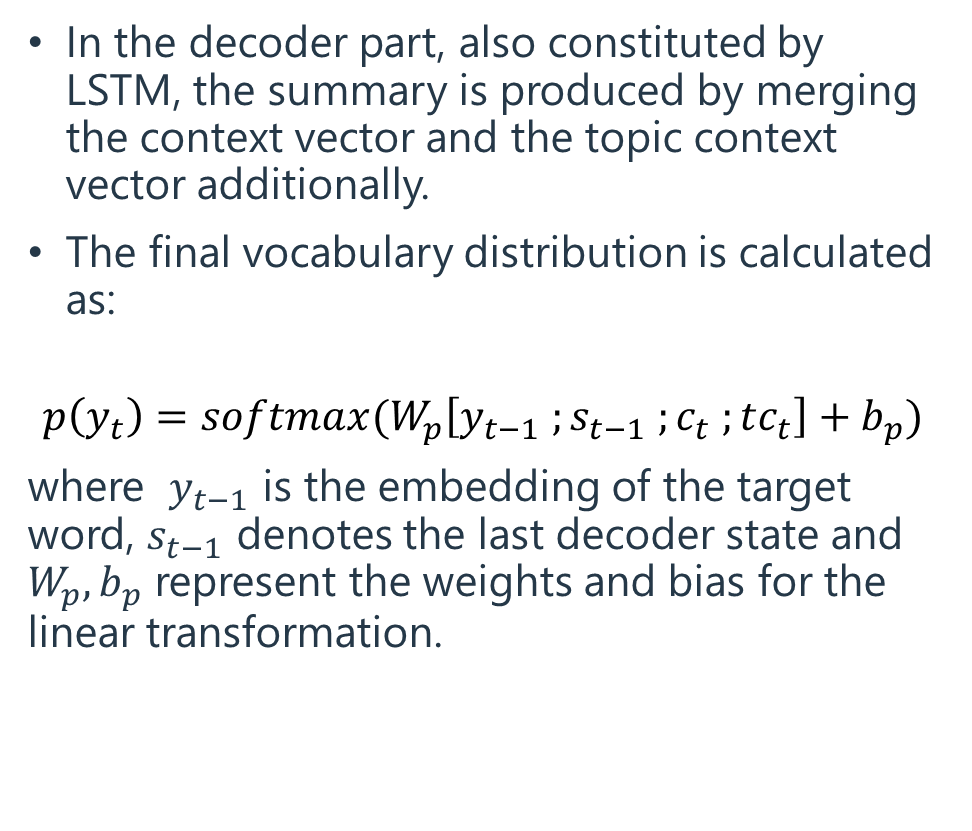 • In the decoder part, also constituted by
LSTM, the summary is produced by merging
the context vector and the topic context
vector additionally.
• The final vocabulary distribution is calculated
as:
p(y_t) = softmax(W_p[y_{t−1} ; s_{t−1} ; c_t ; tc_t] + b_p)
where y_{t−1} is the embedding of the target
word, s_{t−1} denotes the last decoder state and
W_p, b_p represent the weights and bias for the
linear transformation.